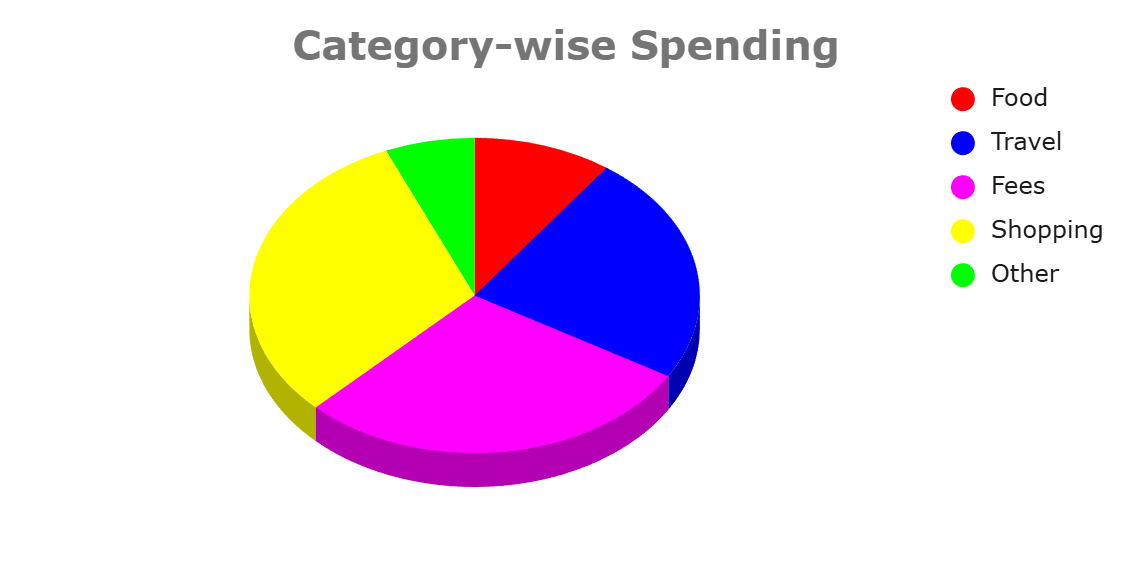 Category-wise Spending
Food
Travel
Fees
Shopping
Other